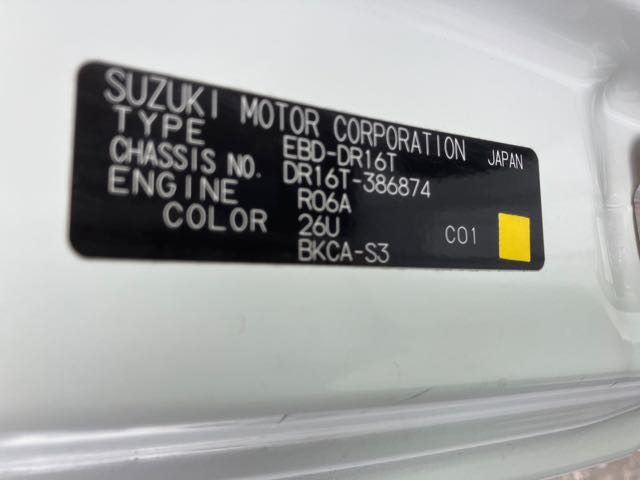 SUZUKI MOTOR CORPORATION JAPAN
TYPE EBD-DR16T
CHASSIS NO. DR16T-386874
ENGINE R06A
COLOR 26U C01
BKCA-S3